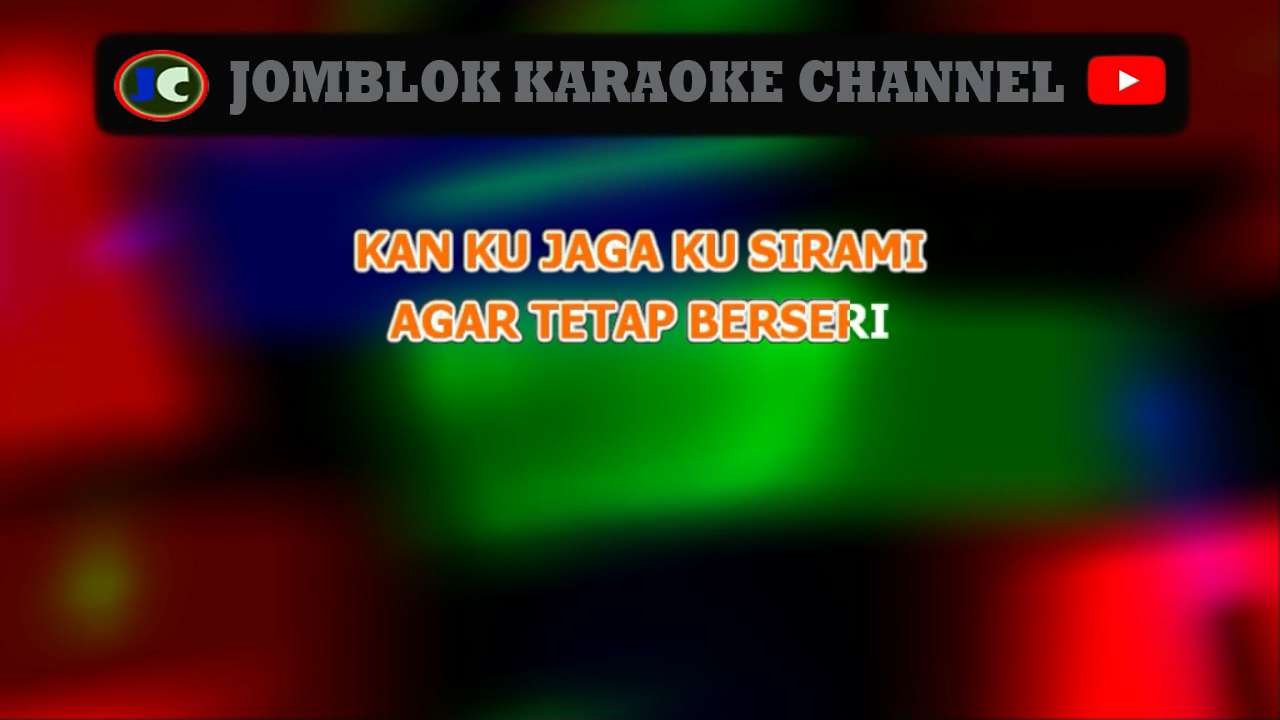 JC JOMBLOK KARAOKE CHANNEL
KAN KU JAGA KU SIRAMI
AGAR TETAP BERSERI